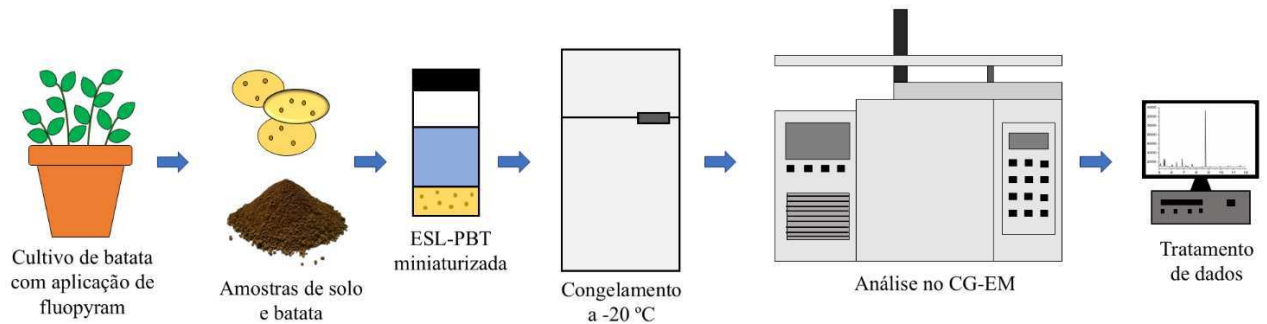 Cultivo de batata
com aplicação de
fluopyram
Amostras de solo
e batata
ESL-PBT
miniaturizada
Congelamento
a -20 ºC
Análise no CG-EM
Tratamento
de dados